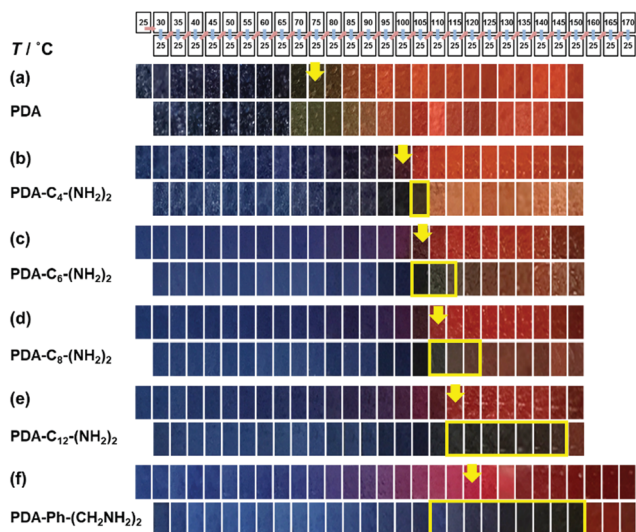 25 30 35 40 45 50 55 60 65 70 75 80 85 90 95 100 105 110 115 120 125 130 135 140 145 150 160 165 170
25 25 25 25 25 25 25 25 25 25 25 25 25 25 25 25 25 25 25 25 25 25 25 25 25 25 25 25
T / ˚C
(a)
PDA
(b)
PDA-C₄-(NH₂)₂
(c)
PDA-C₆-(NH₂)₂
(d)
PDA-C₈-(NH₂)₂
(e)
PDA-C₁₂-(NH₂)₂
(f)
PDA-Ph-(CH₂NH₂)₂